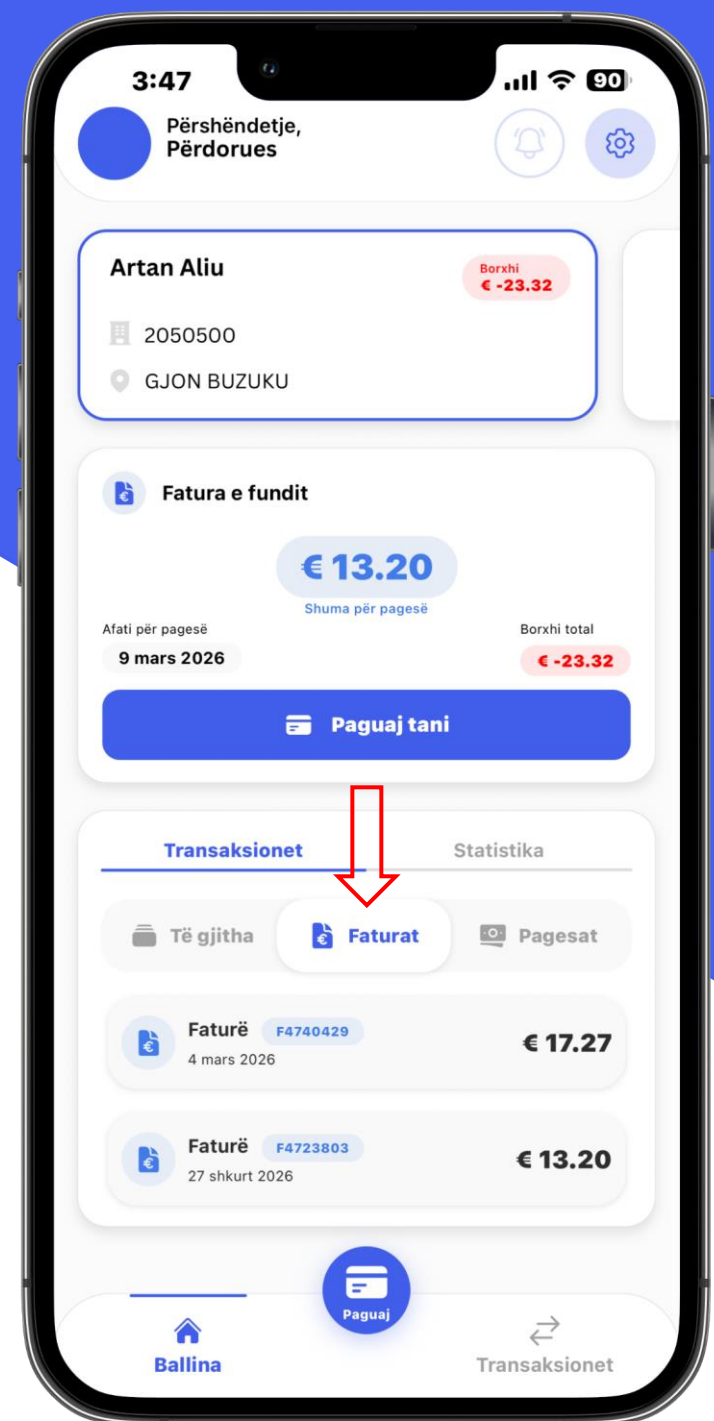 3:47
90
Përshëndetje,
Përdorues
Artan Aliu
Borxhi
€ -23.32
2050500
GJON BUZUKU
Fatura e fundit
€ 13.20
Shuma për pagesë
Afati për pagesë
Borxhi total
9 mars 2026
€ -23.32
Paguaj tani
Transaksionet
Statistika
Të gjitha
Faturat
Pagesat
Faturë F4740429
€ 17.27
4 mars 2026
Faturë F4723803
€ 13.20
27 shkurt 2026
Paguaj
Ballina
Transaksionet